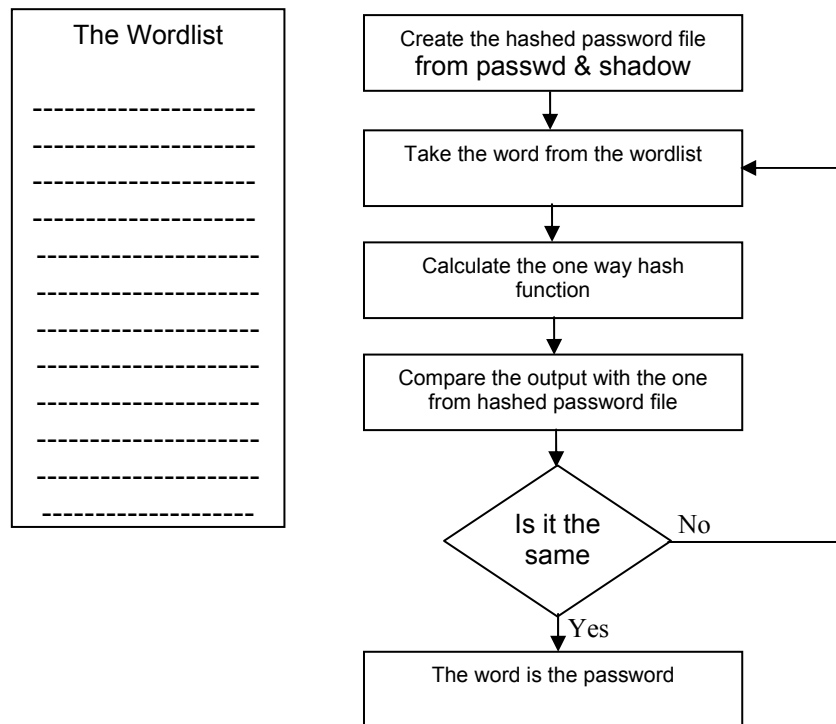 The Wordlist
--------------------
--------------------
--------------------
--------------------
--------------------
--------------------
--------------------
--------------------
--------------------
--------------------
--------------------
--------------------
Create the hashed password file
from passwd & shadow
Take the word from the wordlist
Calculate the one way hash
function
Compare the output with the one
from hashed password file
Is it the
same
No
Yes
The word is the password